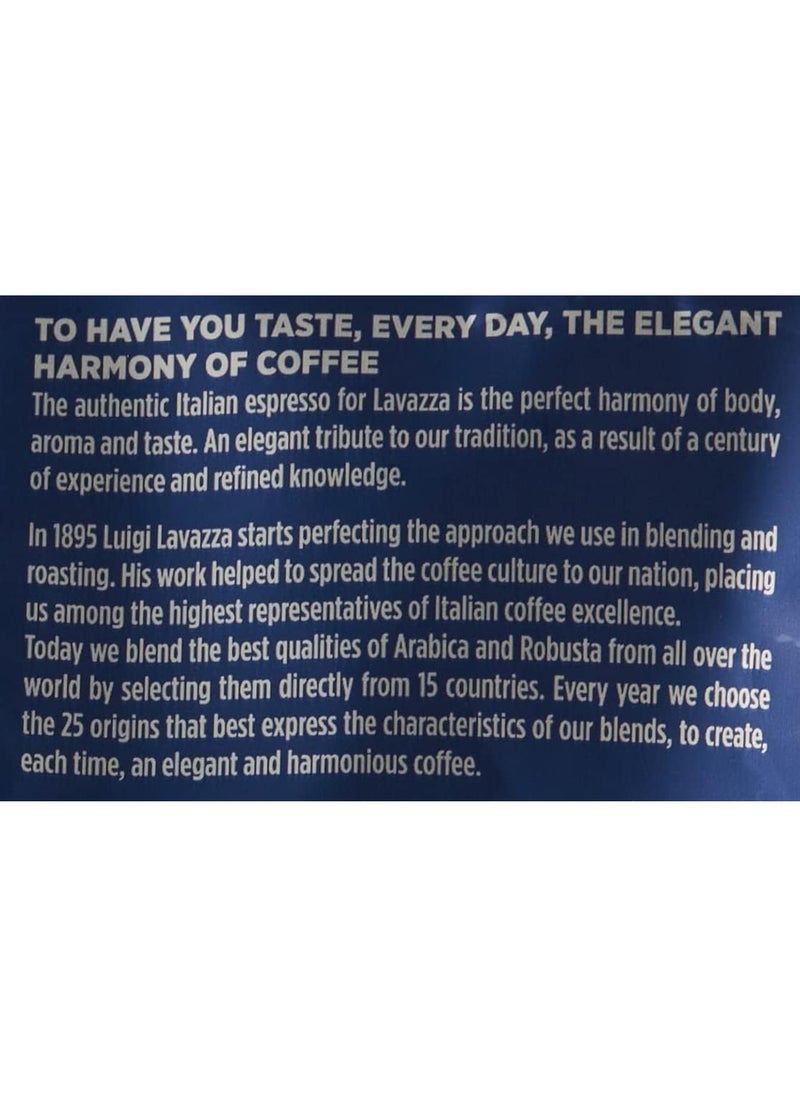 TO HAVE YOU TASTE, EVERY DAY, THE ELEGANT
HARMONY OF COFFEE
The authentic Italian espresso for Lavazza is the perfect harmony of body,
aroma and taste. An elegant tribute to our tradition, as a result of a century
of experience and refined knowledge.
In 1895 Luigi Lavazza starts perfecting the approach we use in blending and
roasting. His work helped to spread the coffee culture to our nation, placing
us among the highest representatives of Italian coffee excellence.
Today we blend the best qualities of Arabica and Robusta from all over the
world by selecting them directly from 15 countries. Every year we choose
the 25 origins that best express the characteristics of our blends, to create,
each time, an elegant and harmonious coffee.